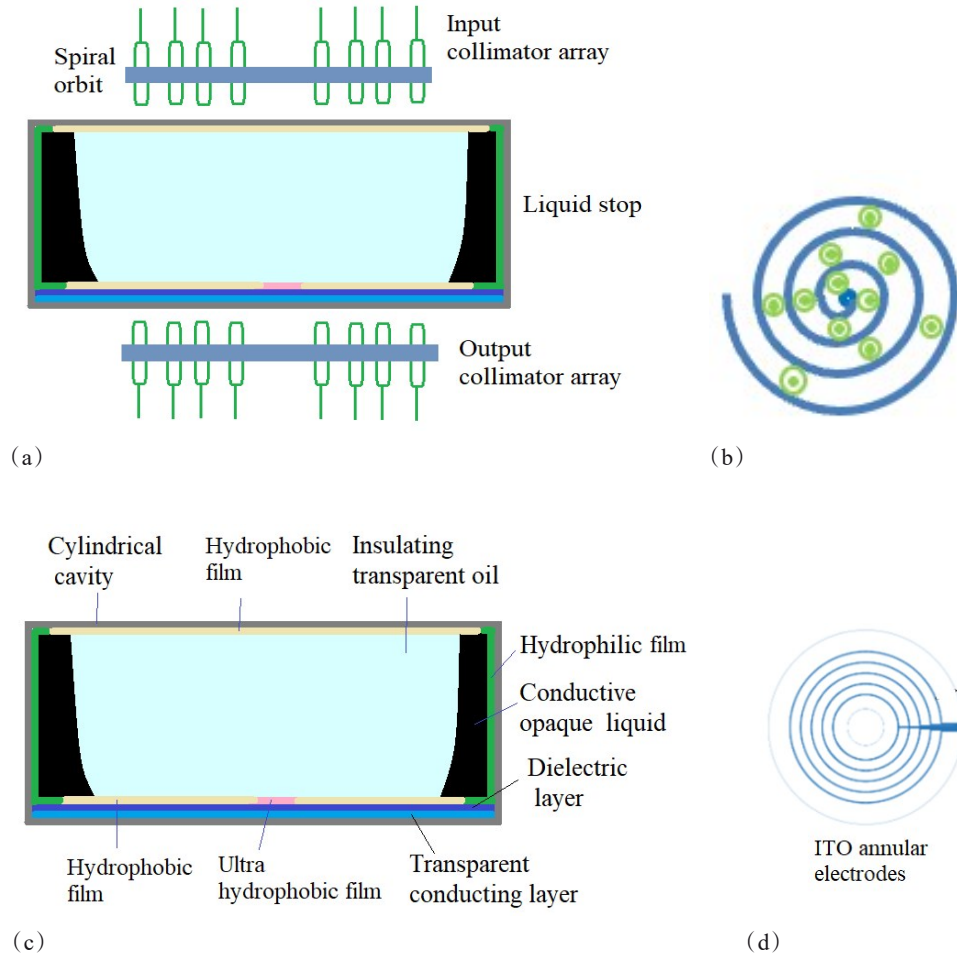 Input
collimator array
Spiral
orbit
Liquid stop
Output
collimator array
（a）
（b）
Cylindrical
cavity
Hydrophobic
film
Insulating
transparent oil
Hydrophilic film
Conductive
opaque liquid
Dielectric
layer
Hydrophobic
film
Ultra
hydrophobic film
Transparent
conducting layer
ITO annular
electrodes
（c）
（d）